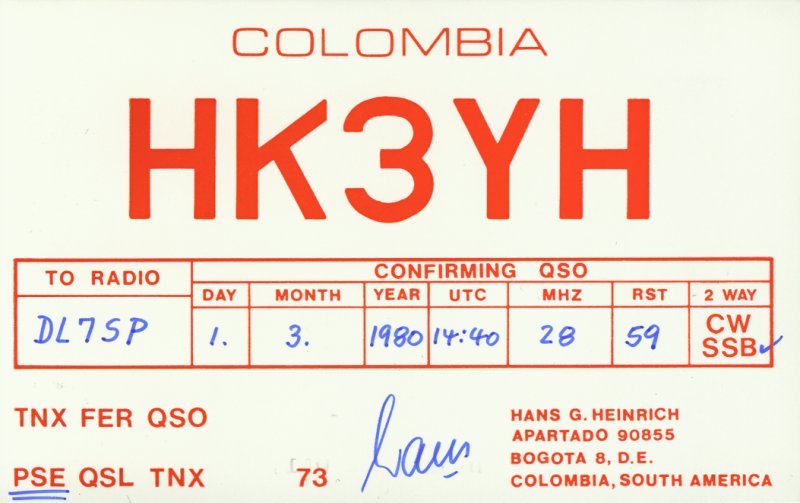 COLOMBIA
HK3YH
TO RADIO
CONFIRMING QSO
DAY MONTH YEAR UTC MHZ RST 2 WAY
DL7SP 1. 3. 1980 14:40 28 59 CW
SSB✓
TNX FER QSO
PSE QSL TNX 73 Hans
HANS G. HEINRICH
APARTADO 90855
BOGOTA 8, D.E.
COLOMBIA, SOUTH AMERICA